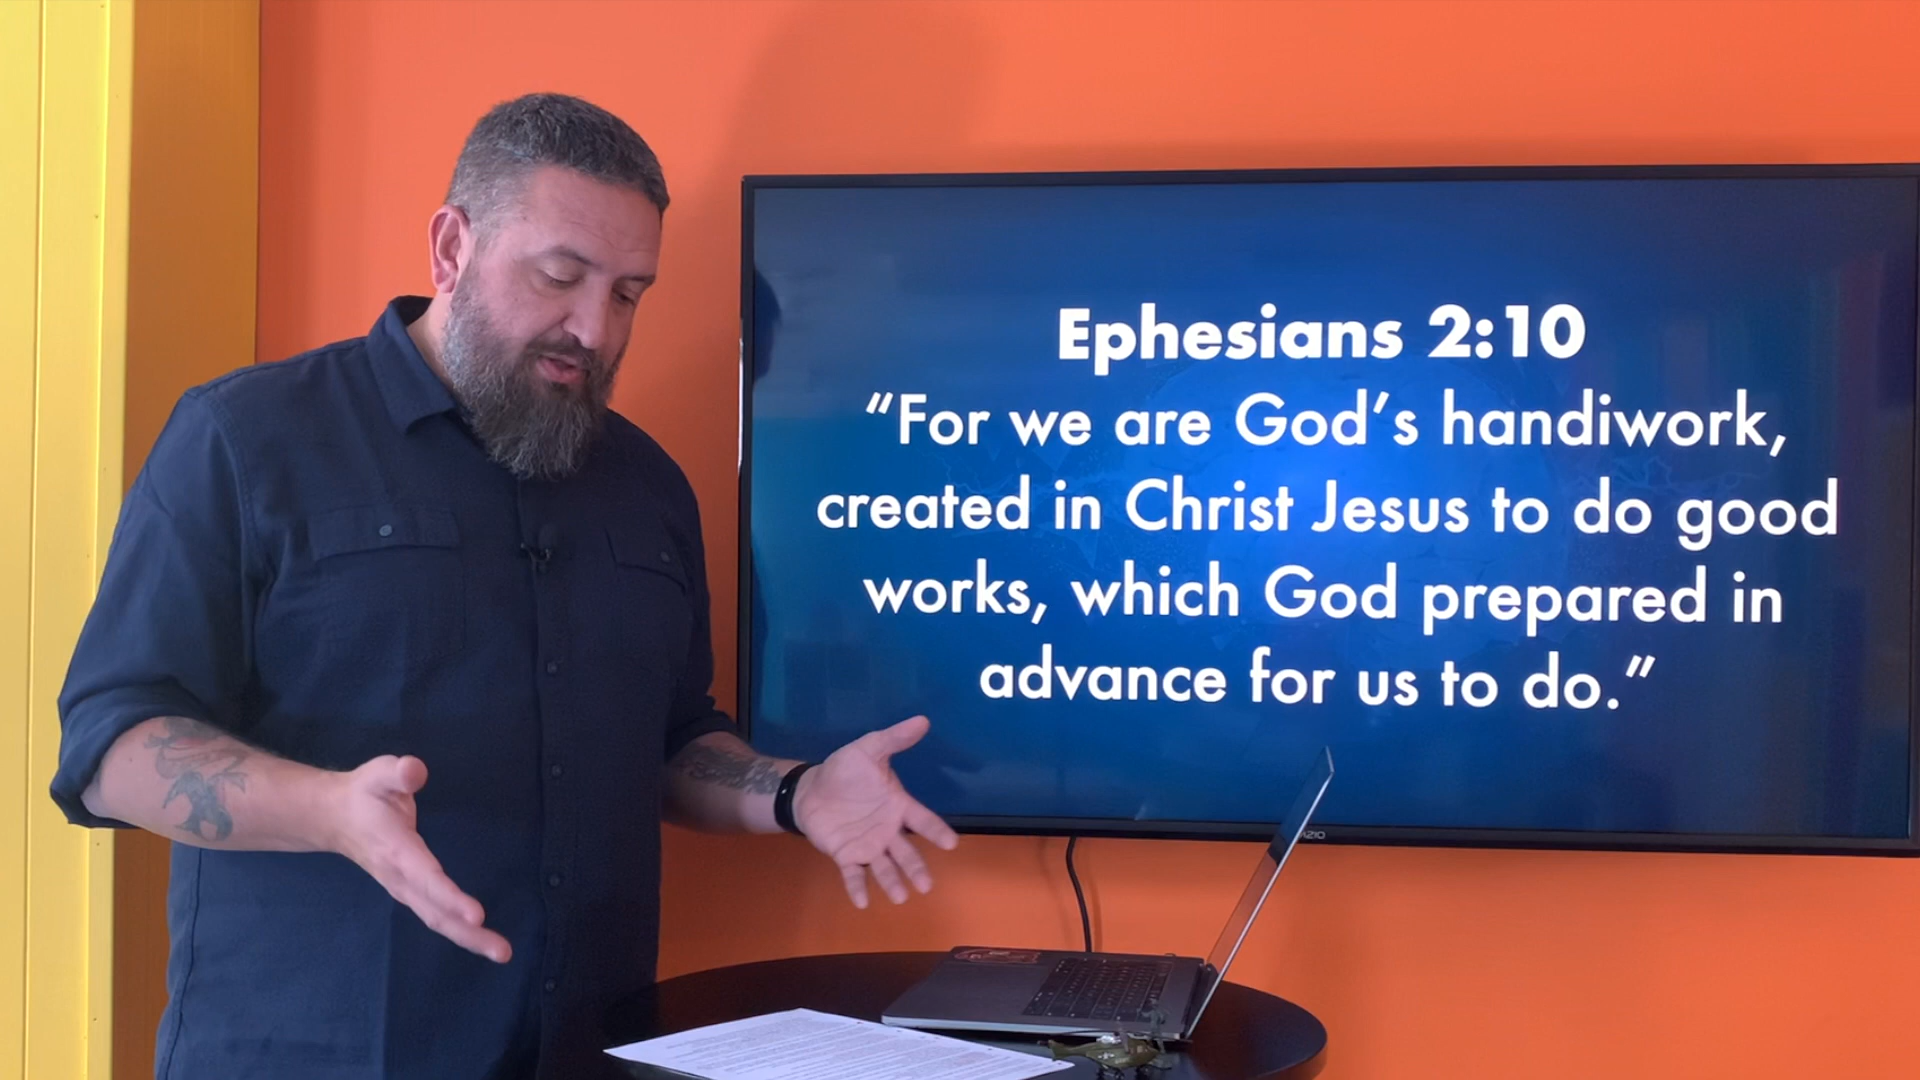 Ephesians 2:10
“For we are God’s handiwork,
created in Christ Jesus to do good
works, which God prepared in
advance for us to do.”